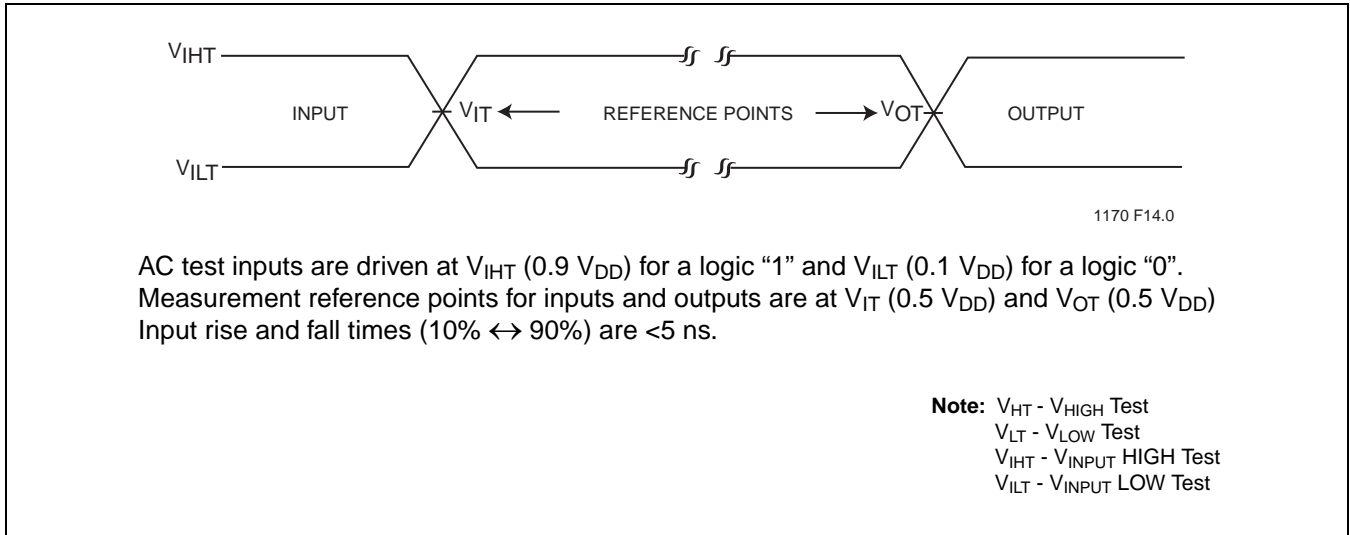 VIHT
INPUT VIT REFERENCE POINTS VOT OUTPUT
VILT
1170 F14.0
AC test inputs are driven at VIHT (0.9 VDD) for a logic “1” and VILT (0.1 VDD) for a logic “0”.
Measurement reference points for inputs and outputs are at VIT (0.5 VDD) and VOT (0.5 VDD)
Input rise and fall times (10% ↔ 90%) are <5 ns.
Note: VHT - VHIGH Test
VLT - VLOW Test
VIHT - VINPUT HIGH Test
VILT - VINPUT LOW Test